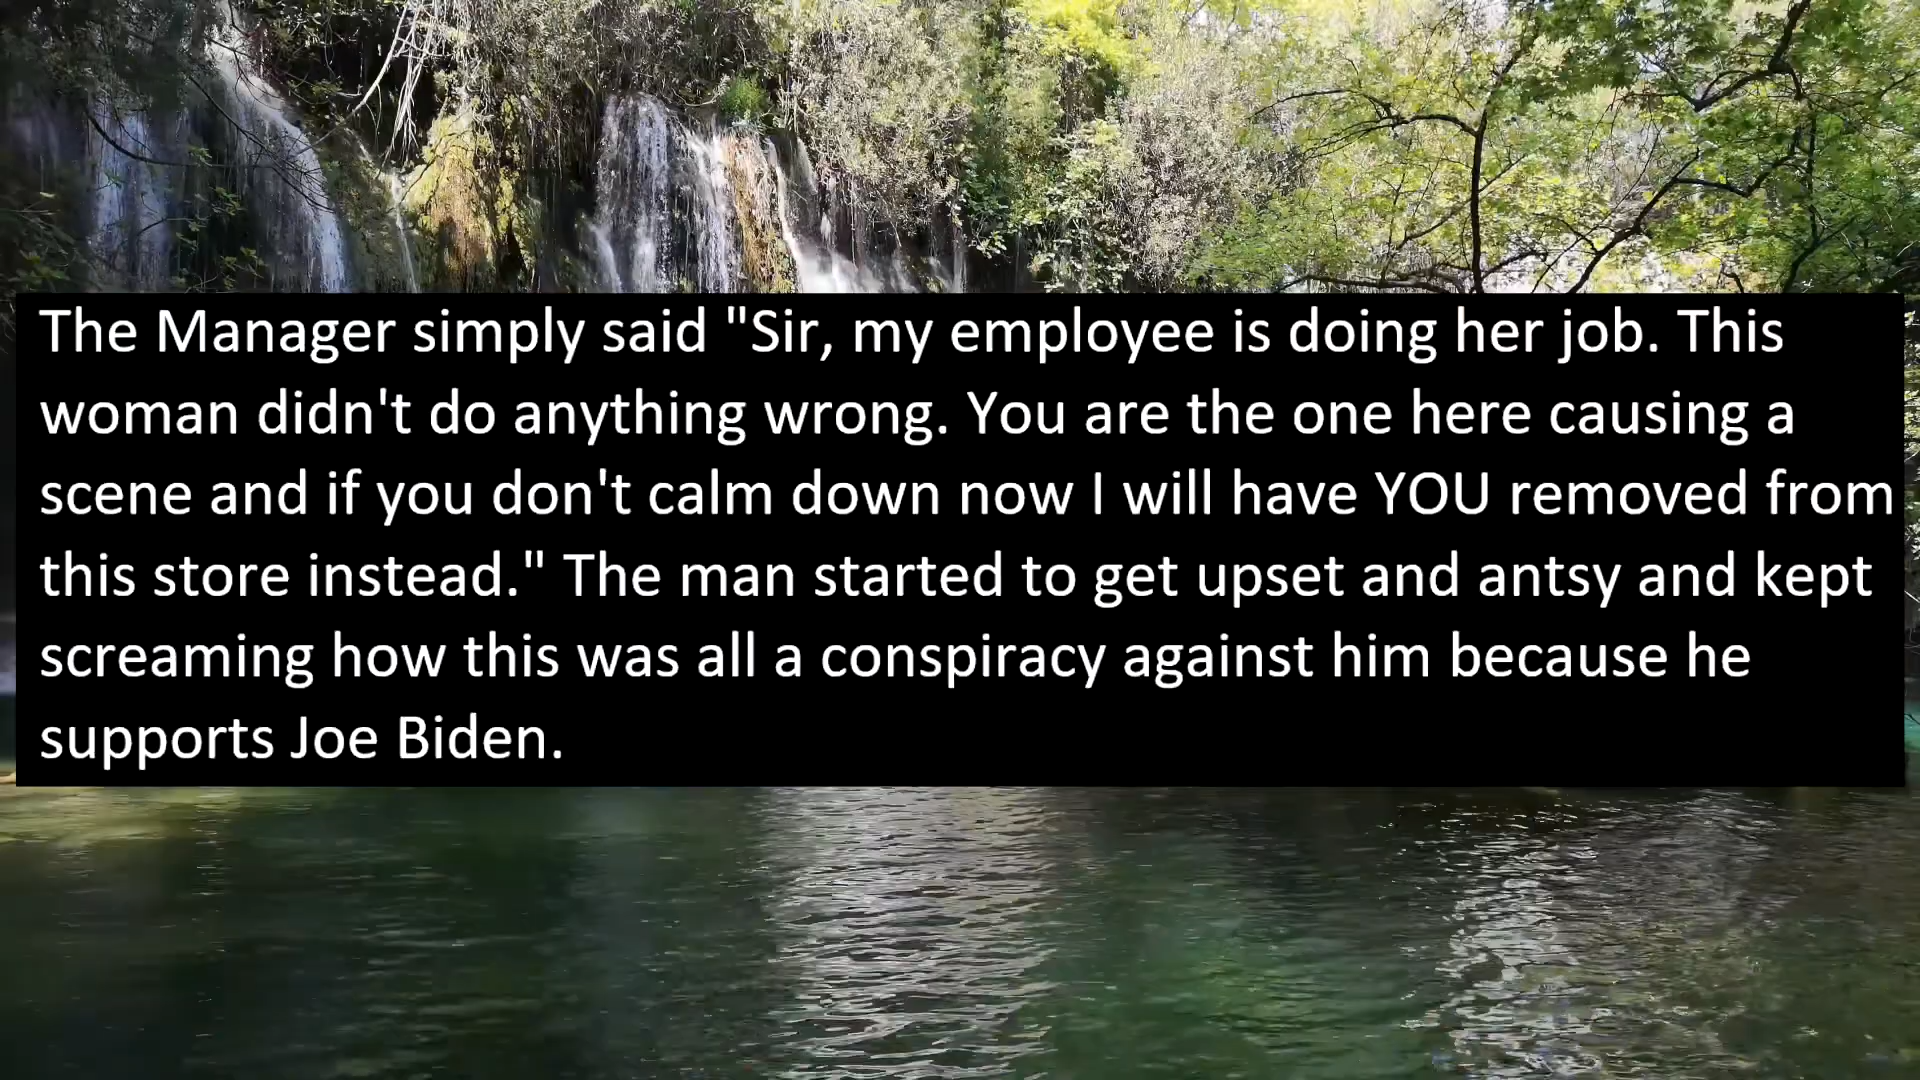 The Manager simply said "Sir, my employee is doing her job. This
woman didn't do anything wrong. You are the one here causing a
scene and if you don't calm down now I will have YOU removed from
this store instead." The man started to get upset and antsy and kept
screaming how this was all a conspiracy against him because he
supports Joe Biden.